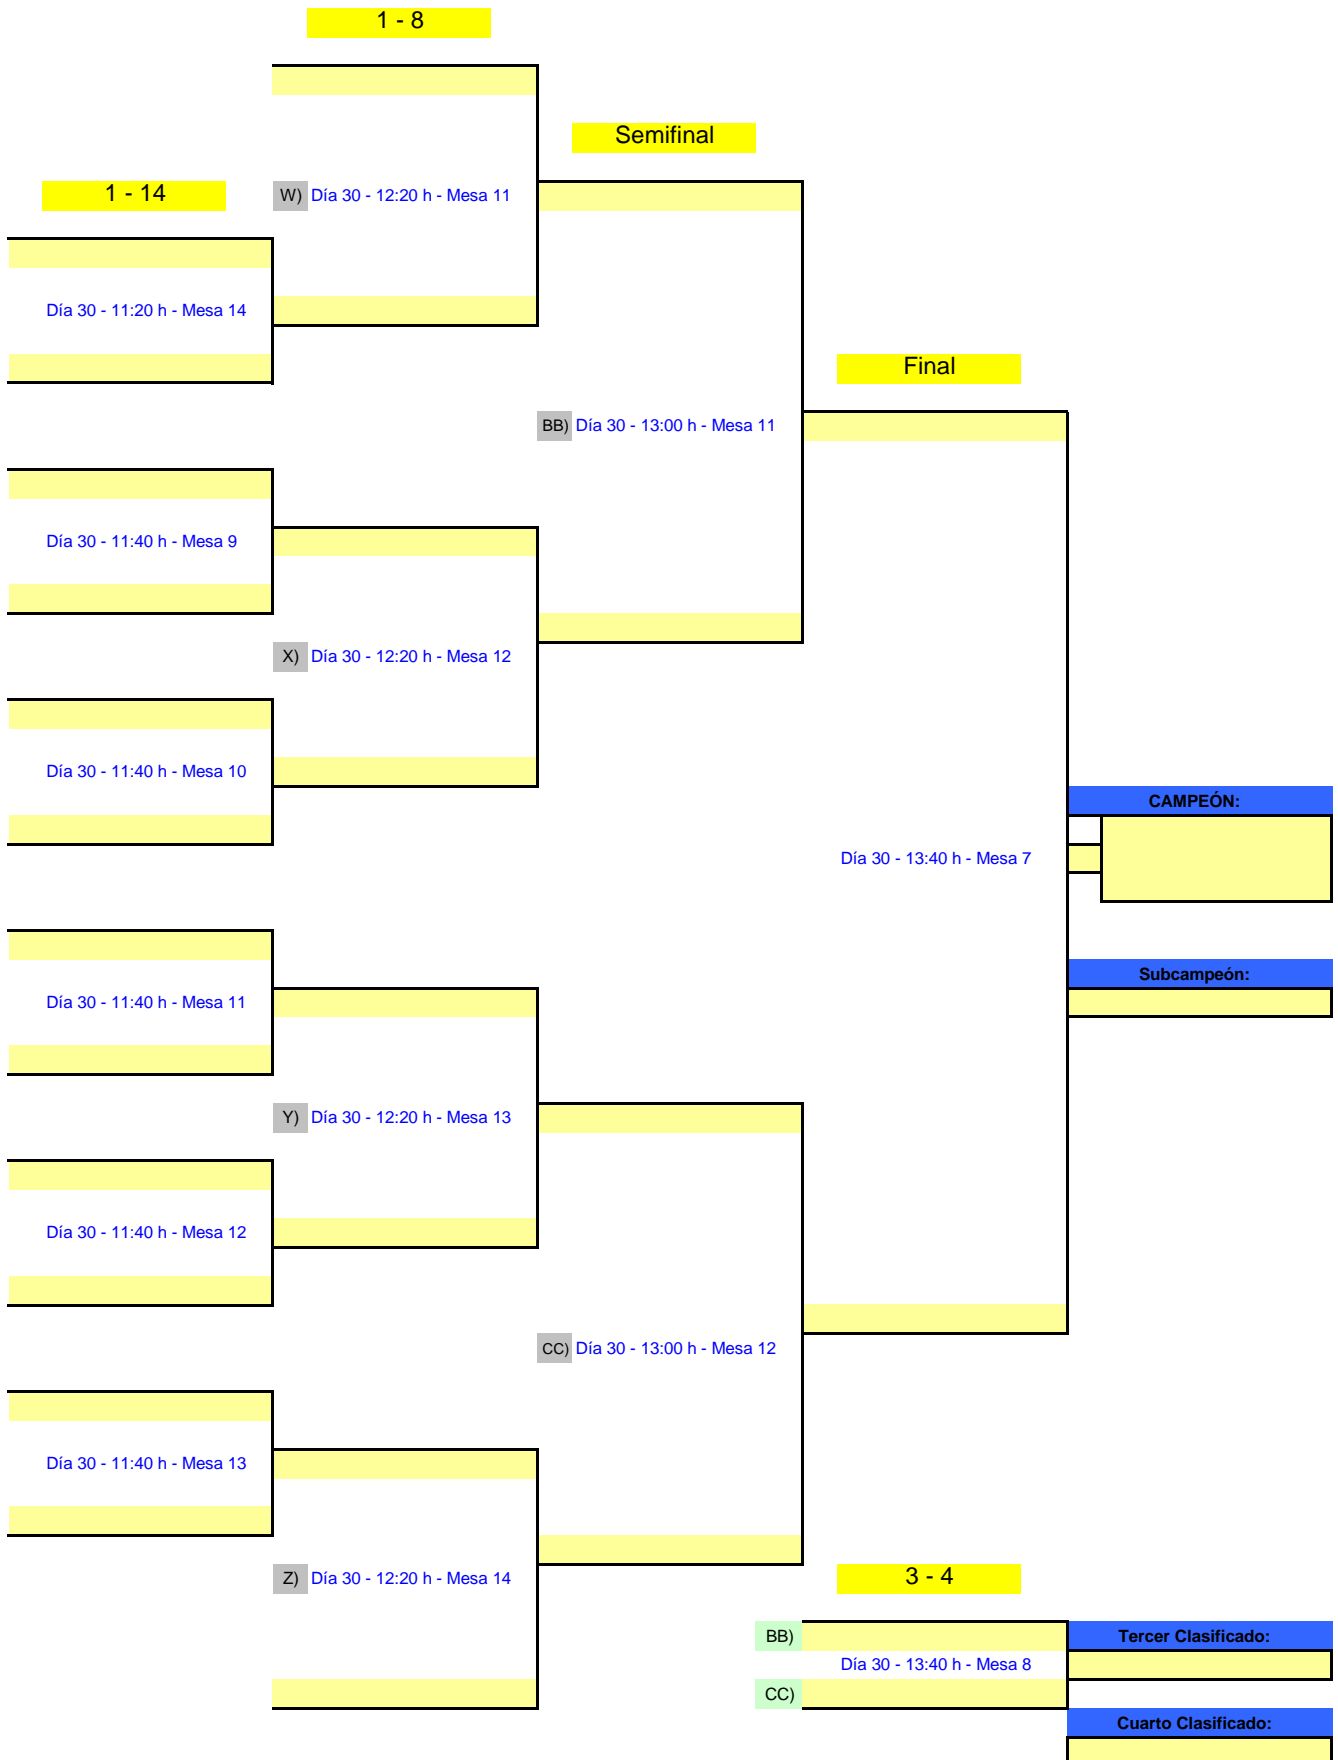 1 - 8
Semifinal
1 - 14
W) Día 30 - 12:20 h - Mesa 11
Día 30 - 11:20 h - Mesa 14
Final
BB) Día 30 - 13:00 h - Mesa 11
Día 30 - 11:40 h - Mesa 9
X) Día 30 - 12:20 h - Mesa 12
Día 30 - 11:40 h - Mesa 10
CAMPEÓN:
Día 30 - 13:40 h - Mesa 7
Subcampeón:
Día 30 - 11:40 h - Mesa 11
Y) Día 30 - 12:20 h - Mesa 13
Día 30 - 11:40 h - Mesa 12
CC) Día 30 - 13:00 h - Mesa 12
Día 30 - 11:40 h - Mesa 13
Z) Día 30 - 12:20 h - Mesa 14
3 - 4
BB)
Tercer Clasificado:
Día 30 - 13:40 h - Mesa 8
CC)
Cuarto Clasificado: